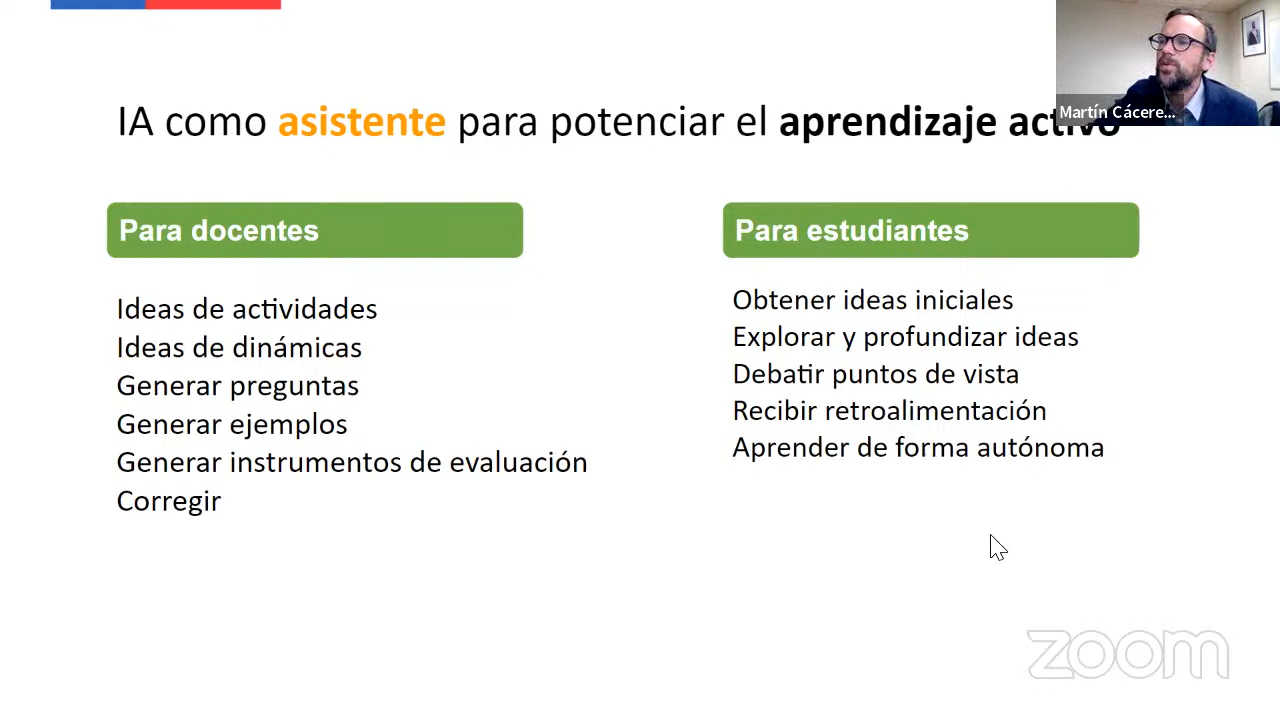 IA como asistente para potenciar el aprendizaje activo
Martín Cácere...
Para docentes
Ideas de actividades
Ideas de dinámicas
Generar preguntas
Generar ejemplos
Generar instrumentos de evaluación
Corregir
Para estudiantes
Obtener ideas iniciales
Explorar y profundizar ideas
Debatir puntos de vista
Recibir retroalimentación
Aprender de forma autónoma
zoom